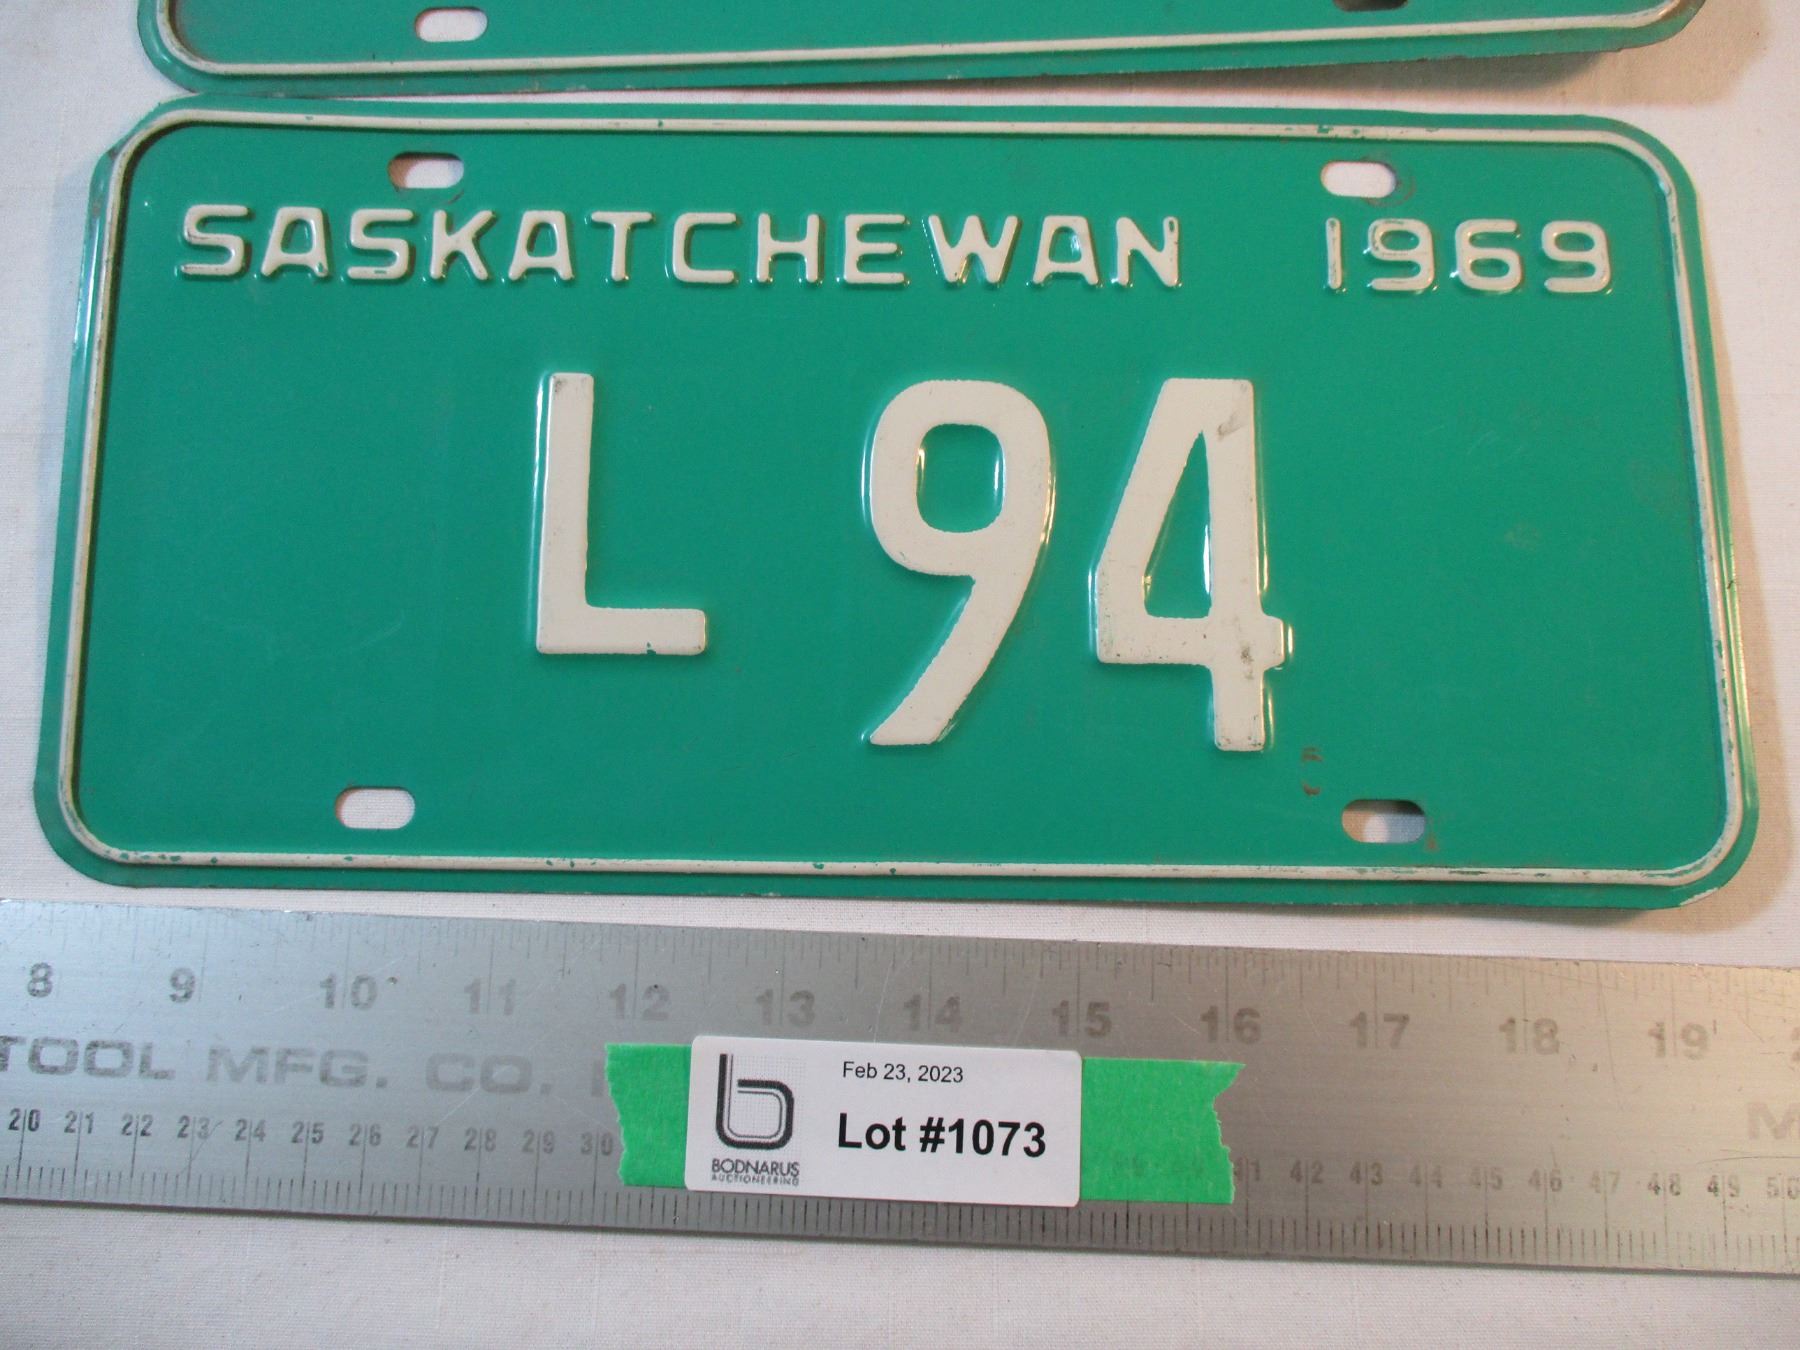 SASKATCHEWAN 1969
L 94
8 9 10 11 12 13 14 15 16 17 18 19
TOOL MFG. CO.
20 21 22 23 24 25 26 27 28 29 30 41 42 43 44 45 46 47 48 49
Feb 23, 2023
Lot #1073
BODNARUS
AUCTIONEERING